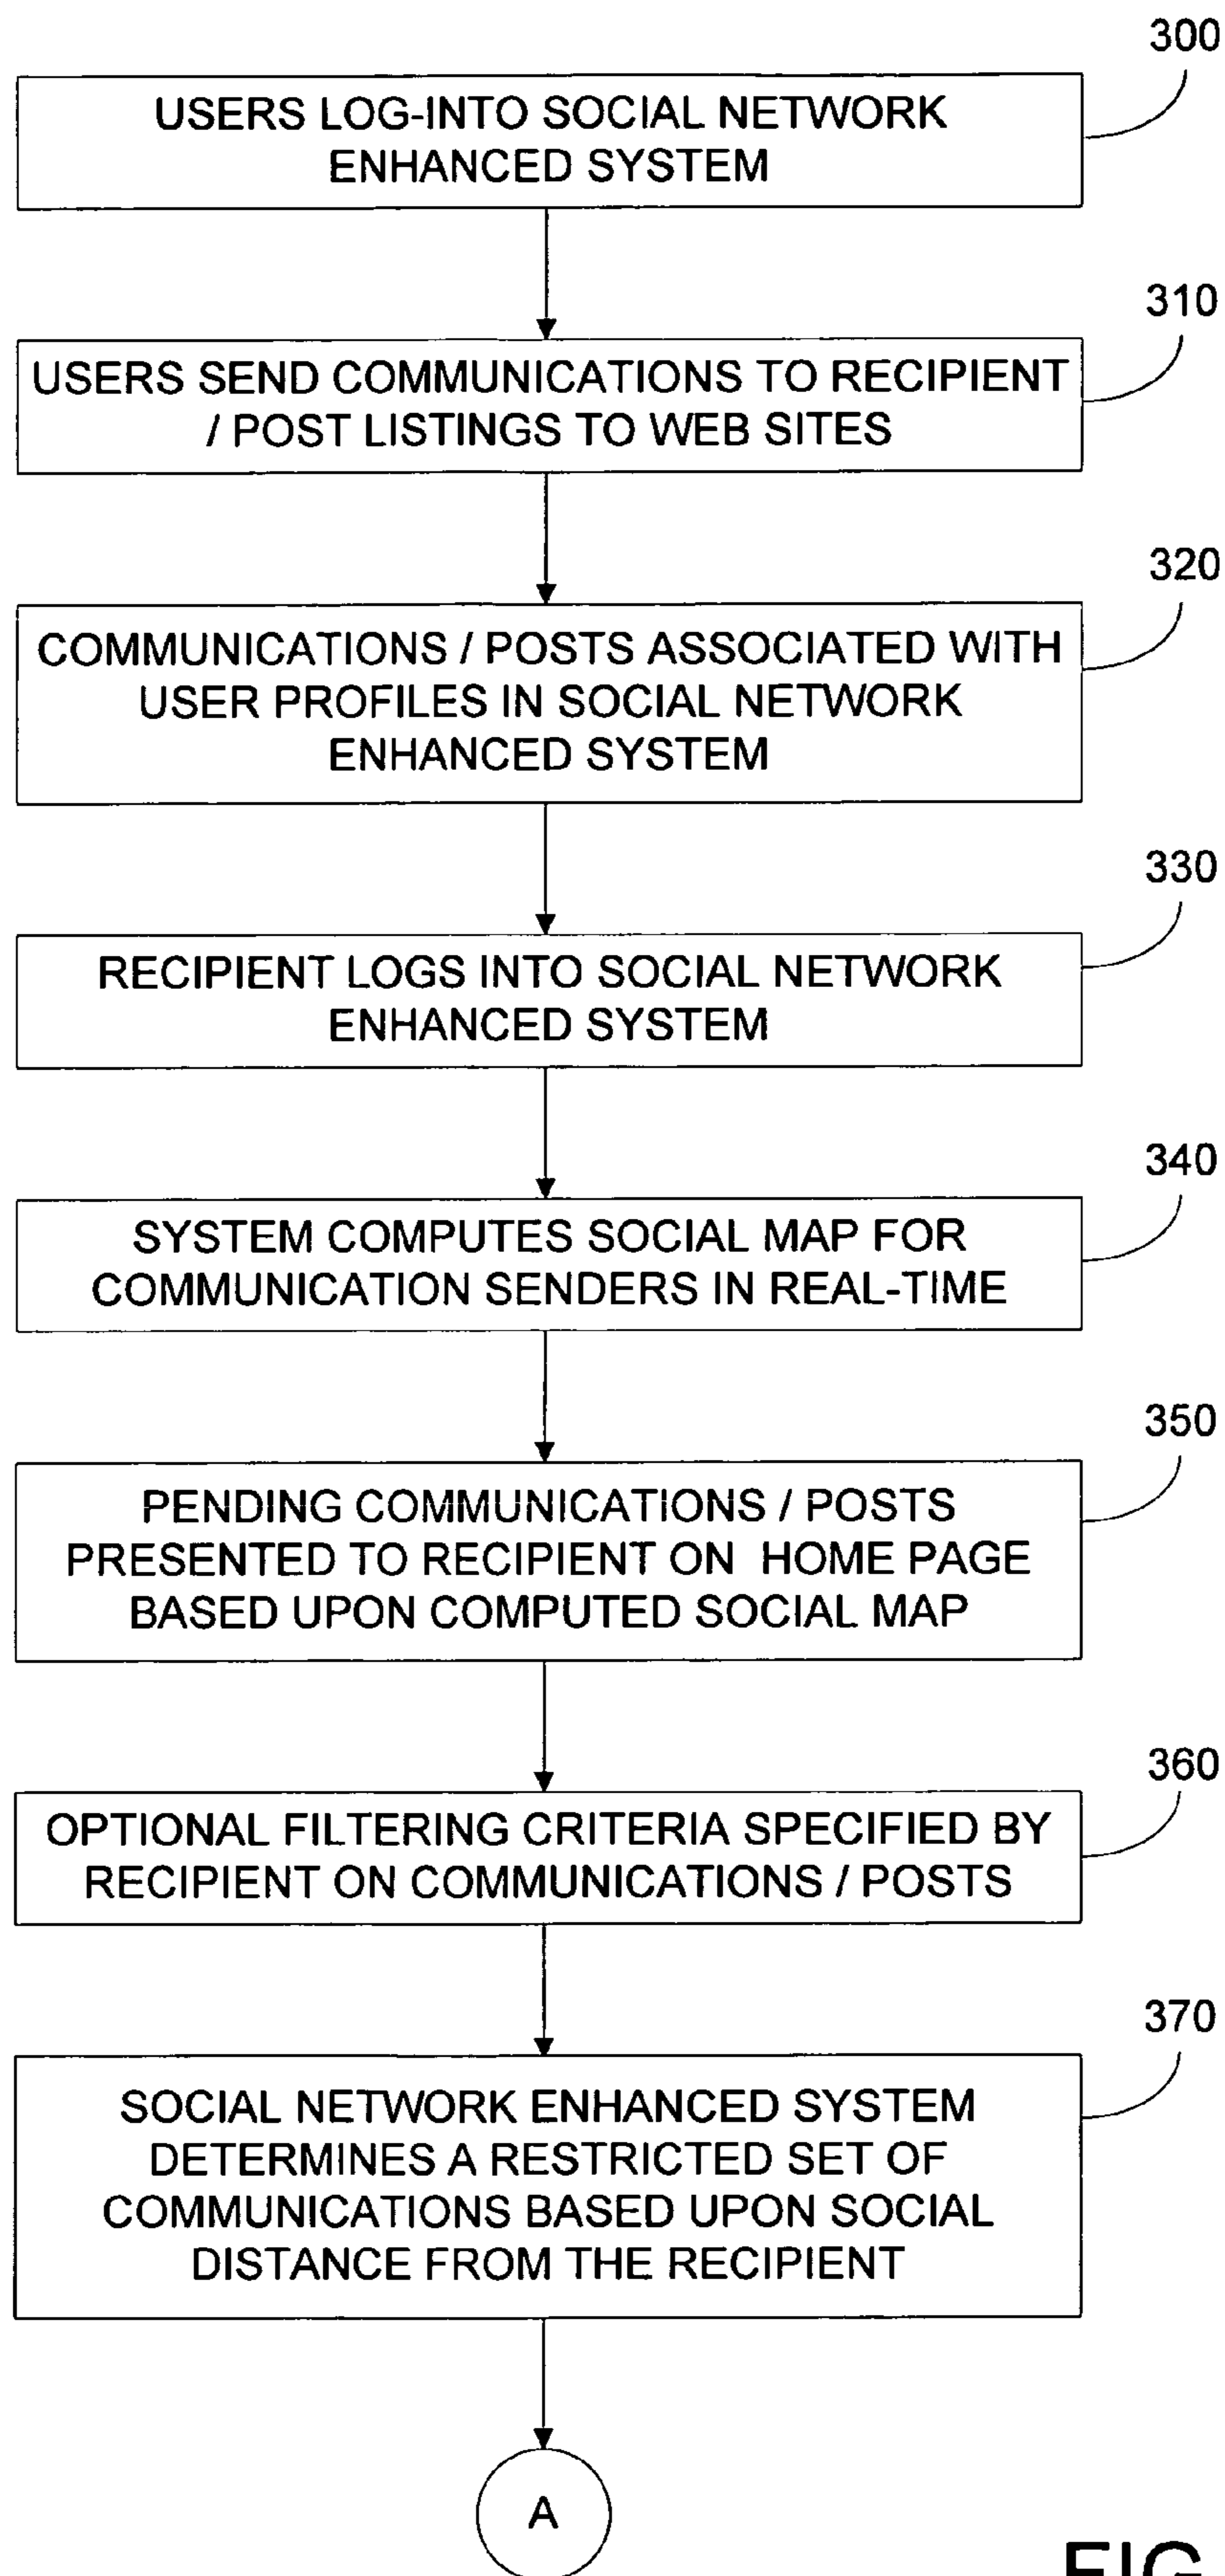 300
USERS LOG-INTO SOCIAL NETWORK
ENHANCED SYSTEM
310
USERS SEND COMMUNICATIONS TO RECIPIENT
/ POST LISTINGS TO WEB SITES
320
COMMUNICATIONS / POSTS ASSOCIATED WITH
USER PROFILES IN SOCIAL NETWORK
ENHANCED SYSTEM
330
RECIPIENT LOGS INTO SOCIAL NETWORK
ENHANCED SYSTEM
340
SYSTEM COMPUTES SOCIAL MAP FOR
COMMUNICATION SENDERS IN REAL-TIME
350
PENDING COMMUNICATIONS / POSTS
PRESENTED TO RECIPIENT ON HOME PAGE
BASED UPON COMPUTED SOCIAL MAP
360
OPTIONAL FILTERING CRITERIA SPECIFIED BY
RECIPIENT ON COMMUNICATIONS / POSTS
370
SOCIAL NETWORK ENHANCED SYSTEM
DETERMINES A RESTRICTED SET OF
COMMUNICATIONS BASED UPON SOCIAL
DISTANCE FROM THE RECIPIENT
A
FIG